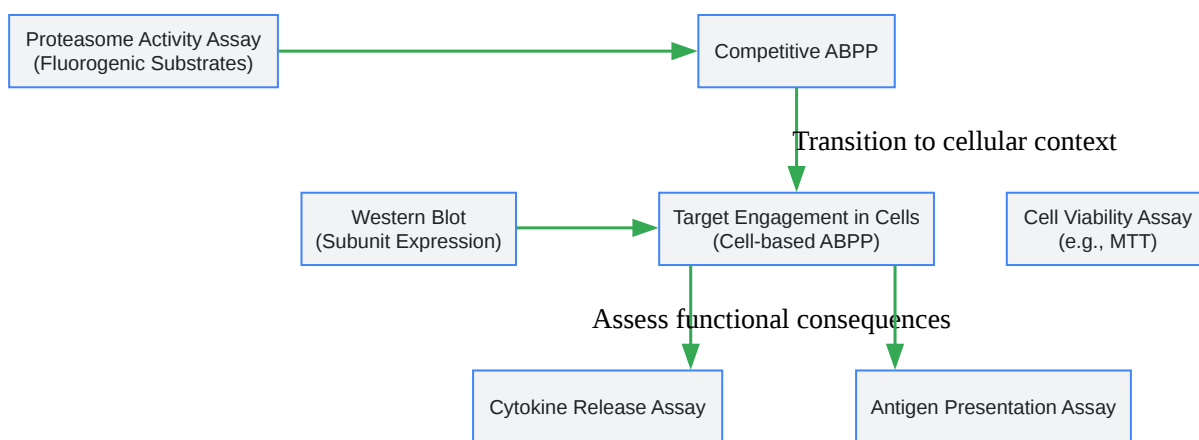 Proteasome Activity Assay
(Fluorogenic Substrates)
Competitive ABPP
Transition to cellular context
Western Blot
(Subunit Expression)
Target Engagement in Cells
(Cell-based ABPP)
Cell Viability Assay
(e.g., MTT)
Assess functional consequences
Cytokine Release Assay
Antigen Presentation Assay